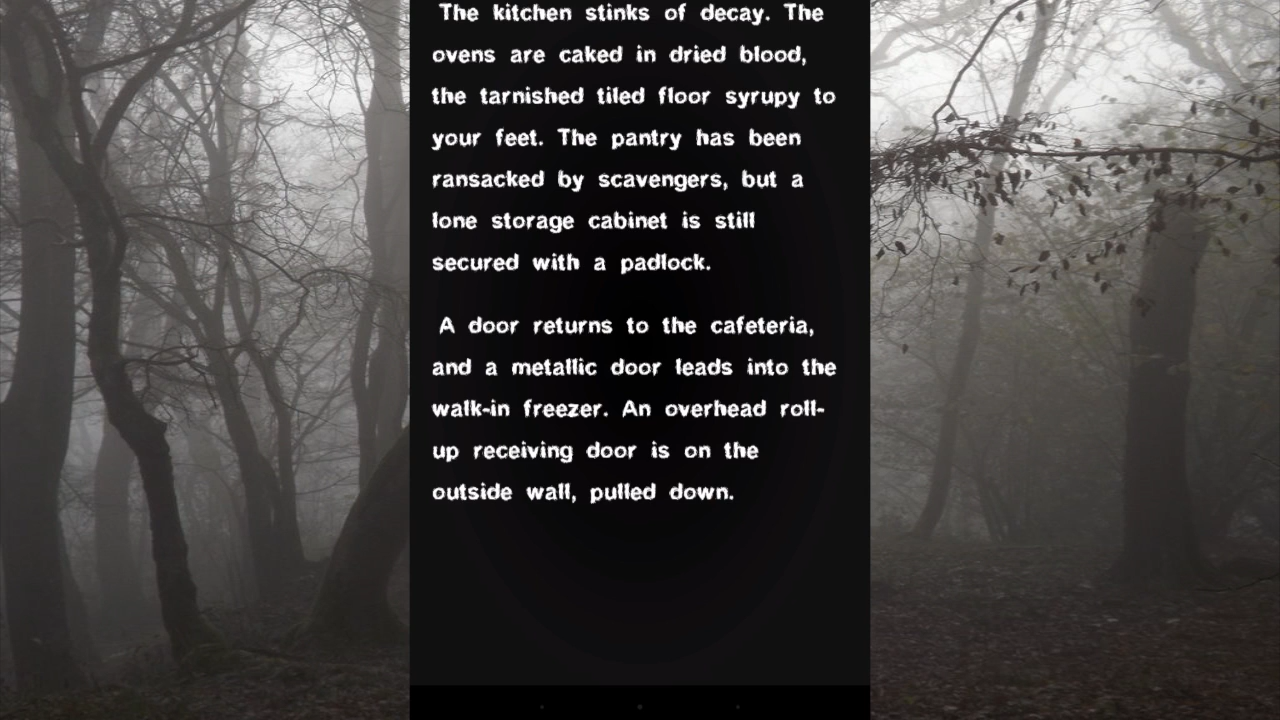 The kitchen stinks of decay. The
ovens are caked in dried blood,
the tarnished tiled floor syrupy to
your feet. The pantry has been
ransacked by scavengers, but a
lone storage cabinet is still
secured with a padlock.
A door returns to the cafeteria,
and a metallic door leads into the
walk-in freezer. An overhead roll-
up receiving door is on the
outside wall, pulled down.